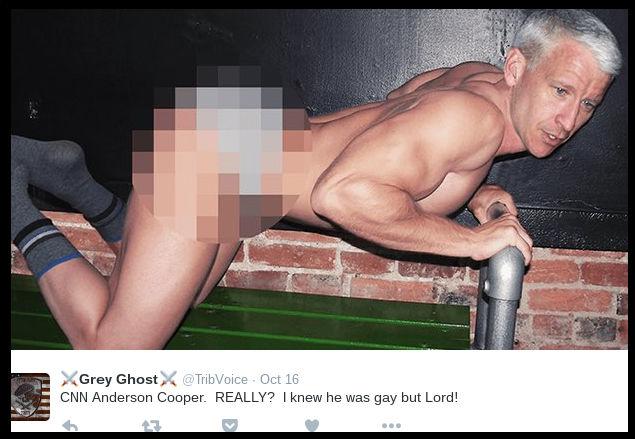 ⚔Grey Ghost⚔ @TribVoice · Oct 16
CNN Anderson Cooper. REALLY? I knew he was gay but Lord!